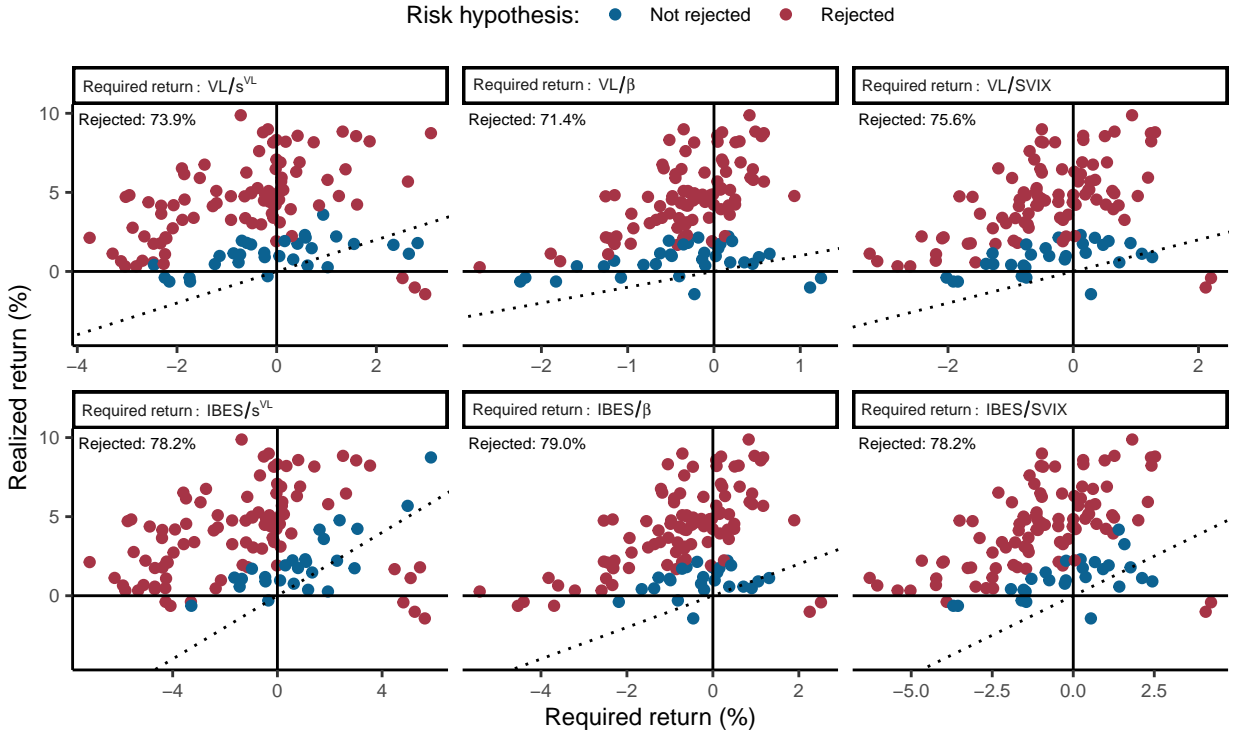 Risk hypothesis: Not rejected Rejected
Required return : VL/s^VL
Required return : VL/β
Required return : VL/SVIX
Rejected: 73.9%
Rejected: 71.4%
Rejected: 75.6%
10
5
0
−4 −2 0 2
−2 −1 0 1
−2 0 2
Required return : IBES/s^VL
Required return : IBES/β
Required return : IBES/SVIX
Rejected: 78.2%
Rejected: 79.0%
Rejected: 78.2%
10
5
0
−4 0 4
−4 −2 0 2
−5.0 −2.5 0.0 2.5
Realized return (%)
Required return (%)